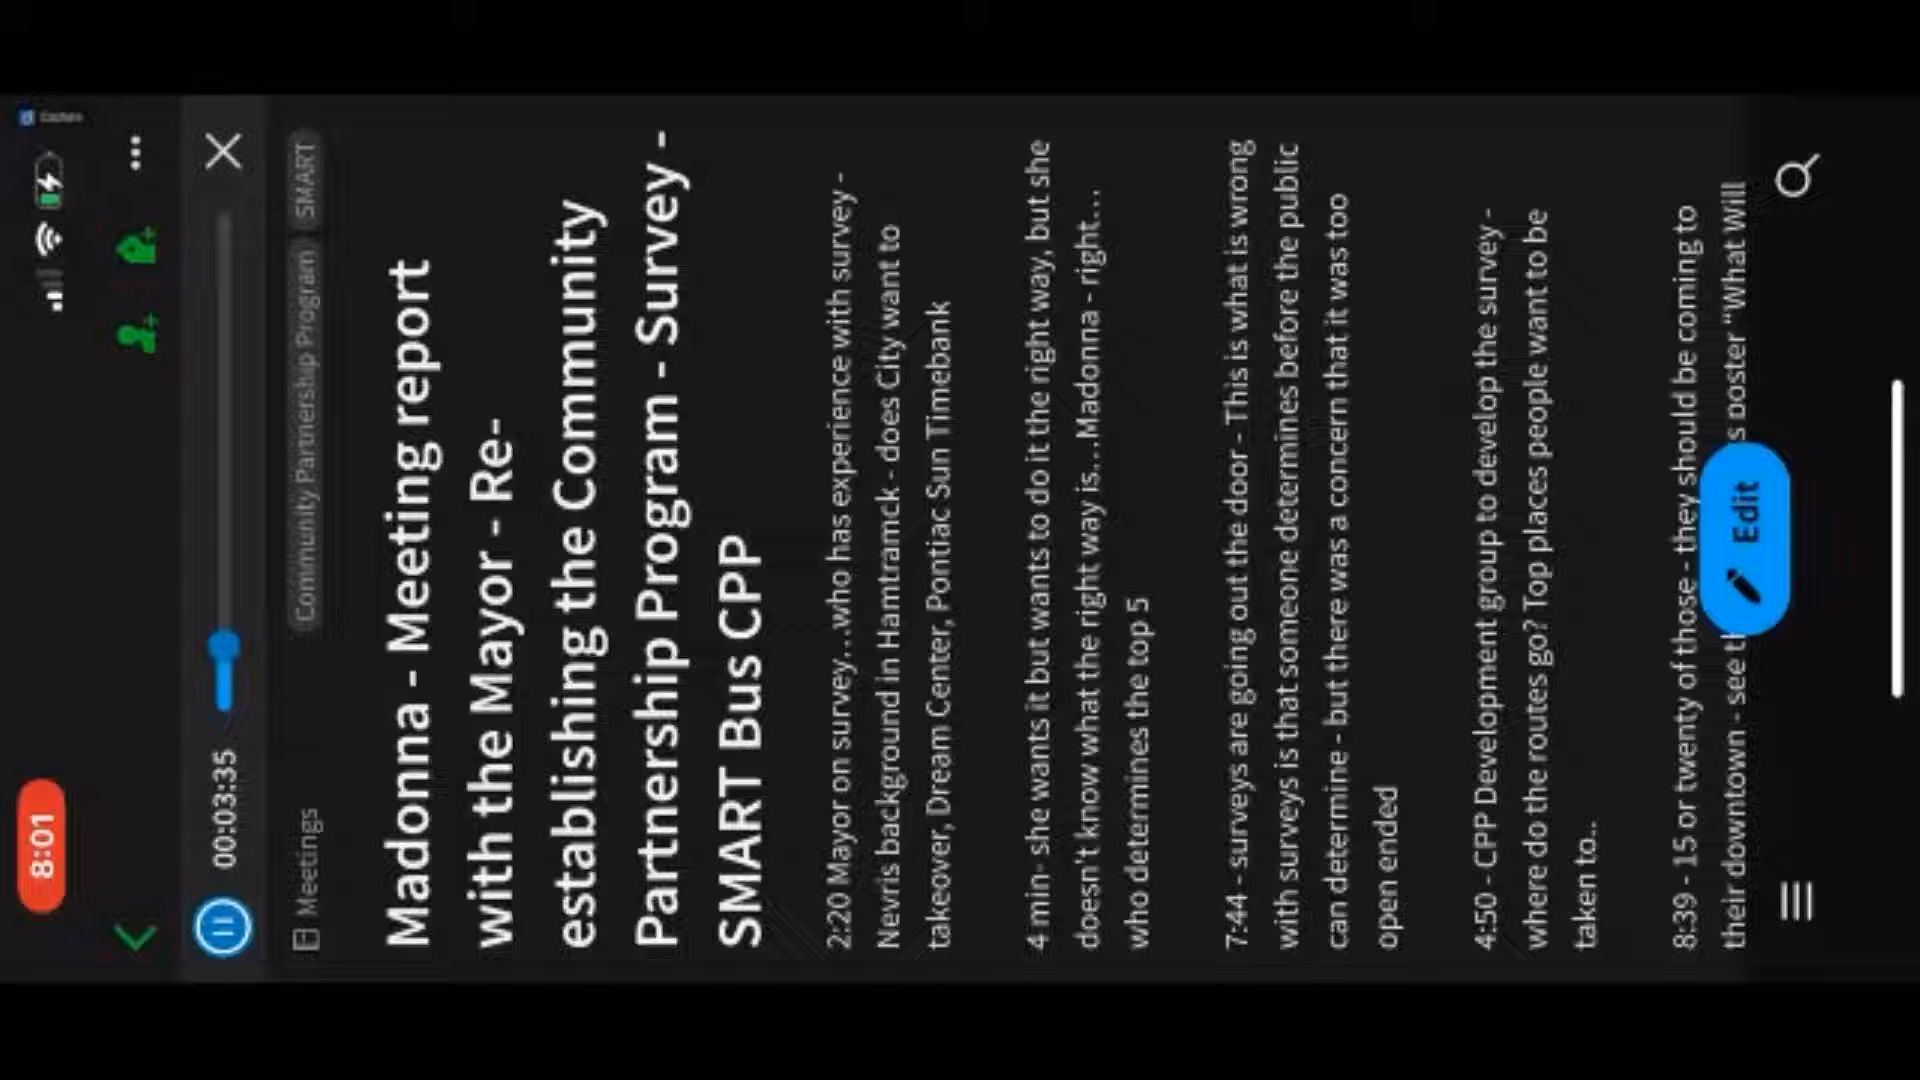 8:01
00:03:35
Meetings
Community Partnership Program
SMART
Madonna - Meeting report
with the Mayor - Re-
establishing the Community
Partnership Program - Survey -
SMART Bus CPP
2:20 Mayor on survey...who has experience with survey -
Nevris background in Hamtramck - does City want to
takeover, Dream Center, Pontiac Sun Timebank
4 min- she wants it but wants to do it the right way, but she
doesn't know what the right way is...Madonna - right...
who determines the top 5
7:44 - surveys are going out the door - This is what is wrong
with surveys is that someone determines before the public
can determine - but there was a concern that it was too
open ended
4:50 - CPP Development group to develop the survey -
where do the routes go? Top places people want to be
taken to..
8:39 - 15 or twenty of those - they should be coming to
their downtown - see poster "What Will
Edit